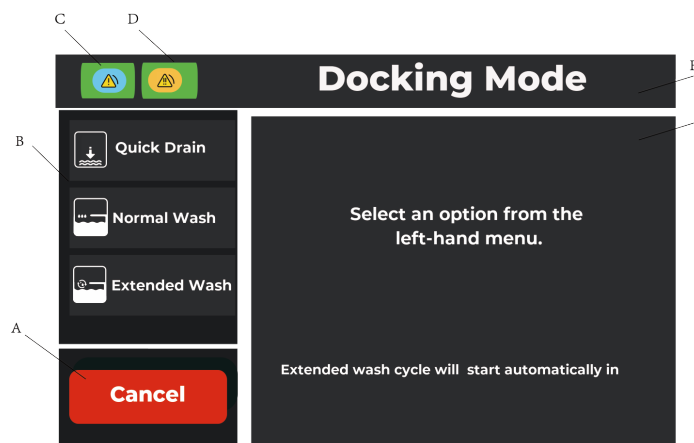 C
D
Docking Mode
B
Quick Drain
Normal Wash
Extended Wash
Select an option from the
left-hand menu.
A
Extended wash cycle will start automatically in
Cancel